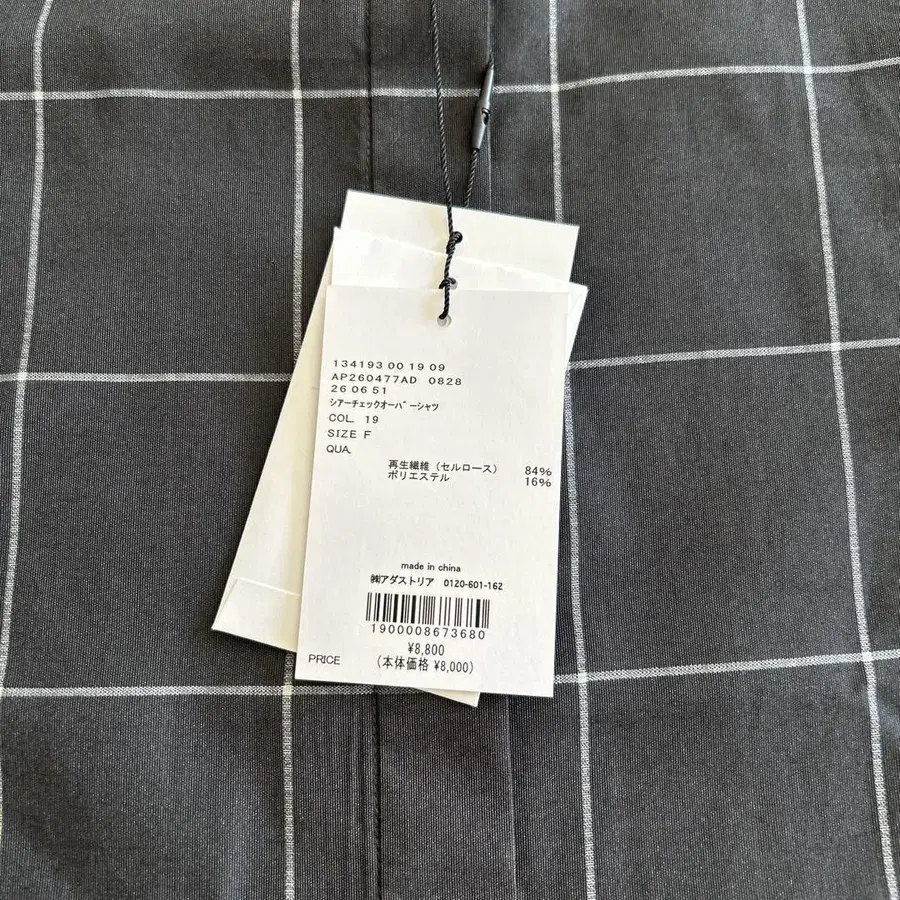 134193 00 19 09
AP260477AD 0828
26 06 51
シアーチェックオーバーシャツ
COL. 19
SIZE F
QUA.
再生繊維（セルロース） 84%
ポリエステル 16%
made in china
㈱アダストリア 0120-601-162
1900008673680
¥8,800
PRICE （本体価格 ¥8,000）